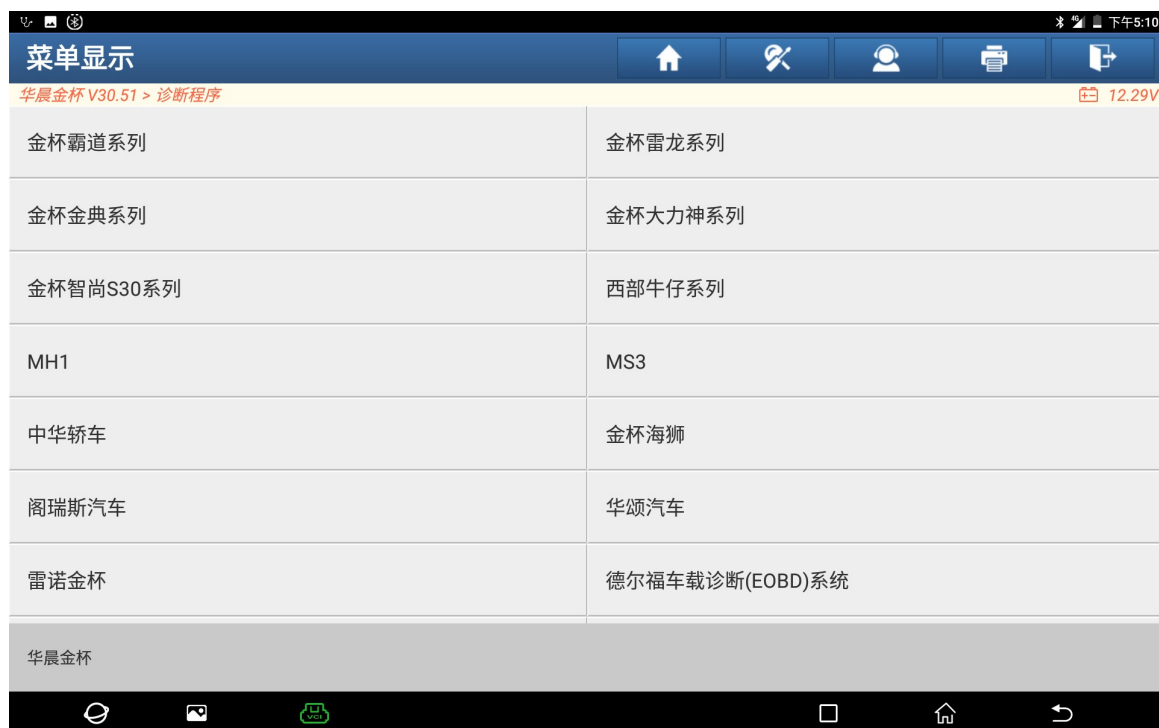 4G 下午5:10
菜单显示
华晨金杯 V30.51 > 诊断程序 12.29V
金杯霸道系列 金杯雷龙系列
金杯金典系列 金杯大力神系列
金杯智尚S30系列 西部牛仔系列
MH1 MS3
中华轿车 金杯海狮
阁瑞斯汽车 华颂汽车
雷诺金杯 德尔福车载诊断(EOBD)系统
华晨金杯
VCI